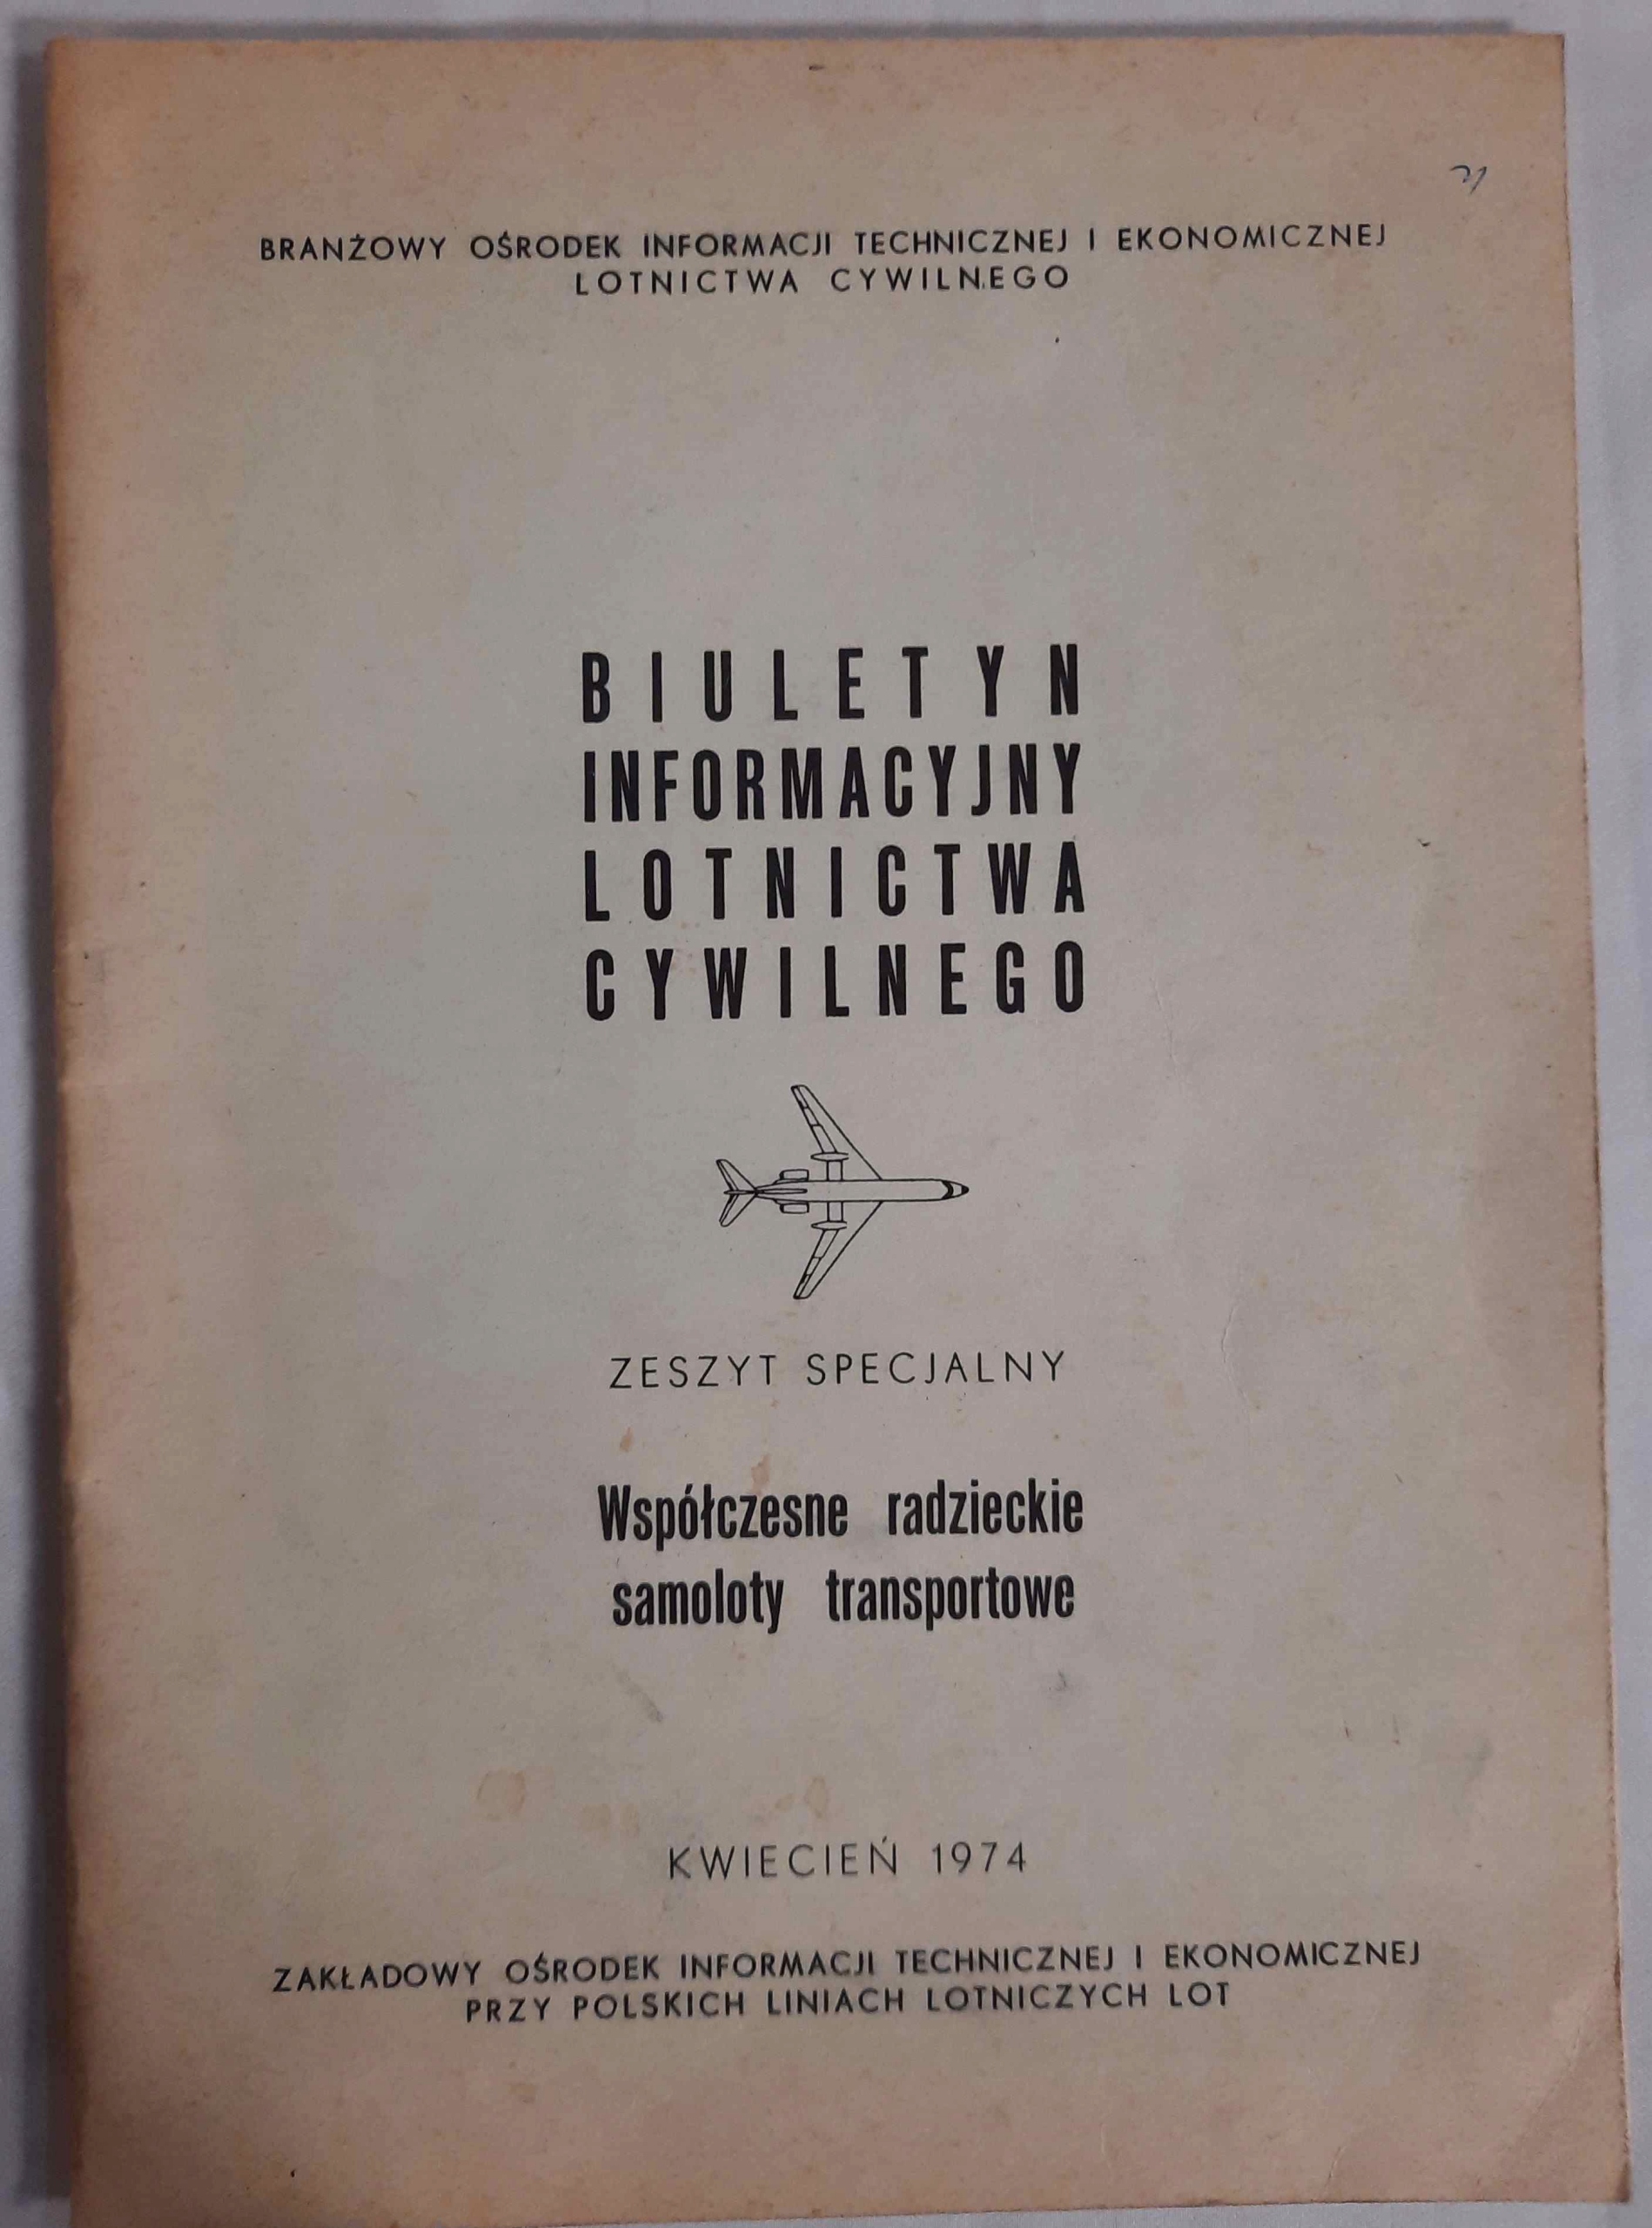 BRANŻOWY OŚRODEK INFORMACJI TECHNICZNEJ I EKONOMICZNEJ
LOTNICTWA CYWILNEGO
BIULETYN
INFORMACYJNY
LOTNICTWA
CYWILNEGO
ZESZYT SPECJALNY
Współczesne radzieckie
samoloty transportowe
KWIECIEŃ 1974
ZAKŁADOWY OŚRODEK INFORMACJI TECHNICZNEJ I EKONOMICZNEJ
PRZY POLSKICH LINIACH LOTNICZYCH LOT